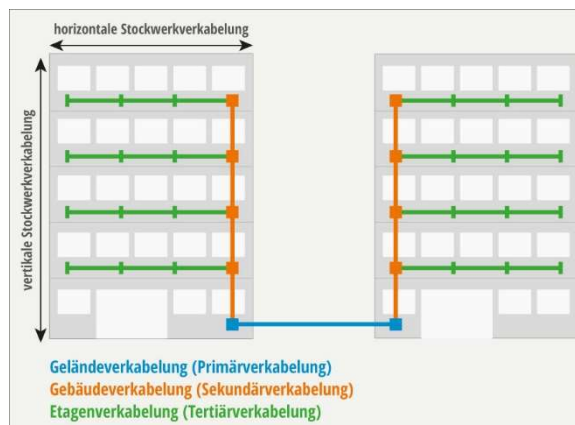 horizontale Stockwerkverkabelung
vertikale Stockwerkverkabelung
Geländeverkabelung (Primärverkabelung)
Gebäudeverkabelung (Sekundärverkabelung)
Etagenverkabelung (Tertiärverkabelung)